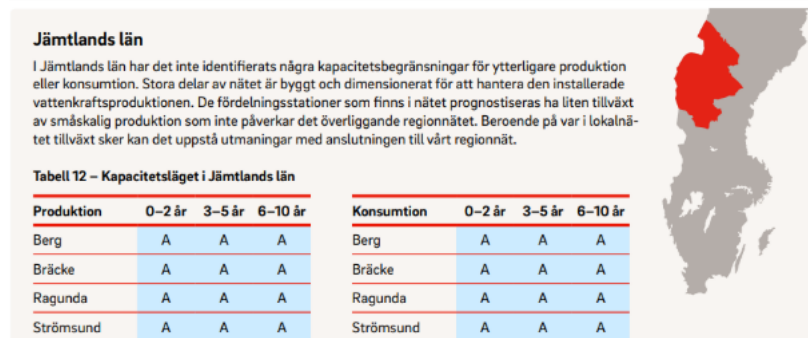 Jämtlands län
I Jämtlands län har det inte identifierats några kapacitetsbegränsningar för ytterligare produktion
eller konsumtion. Stora delar av nätet är byggt och dimensionerat för att hantera den installerade
vattenkraftsproduktionen. De fördelningsstationer som finns i nätet prognostiseras ha liten tillväxt
av småskalig produktion som inte påverkar det överliggande regionnätet. Beroende på var i lokalnä-
tet tillväxt sker kan det uppstå utmaningar med anslutningen till vårt regionnät.
Tabell 12 – Kapacitetsläget i Jämtlands län
Produktion 0–2 år 3–5 år 6–10 år
Berg A A A
Bräcke A A A
Ragunda A A A
Strömsund A A A
Konsumtion 0–2 år 3–5 år 6–10 år
Berg A A A
Bräcke A A A
Ragunda A A A
Strömsund A A A